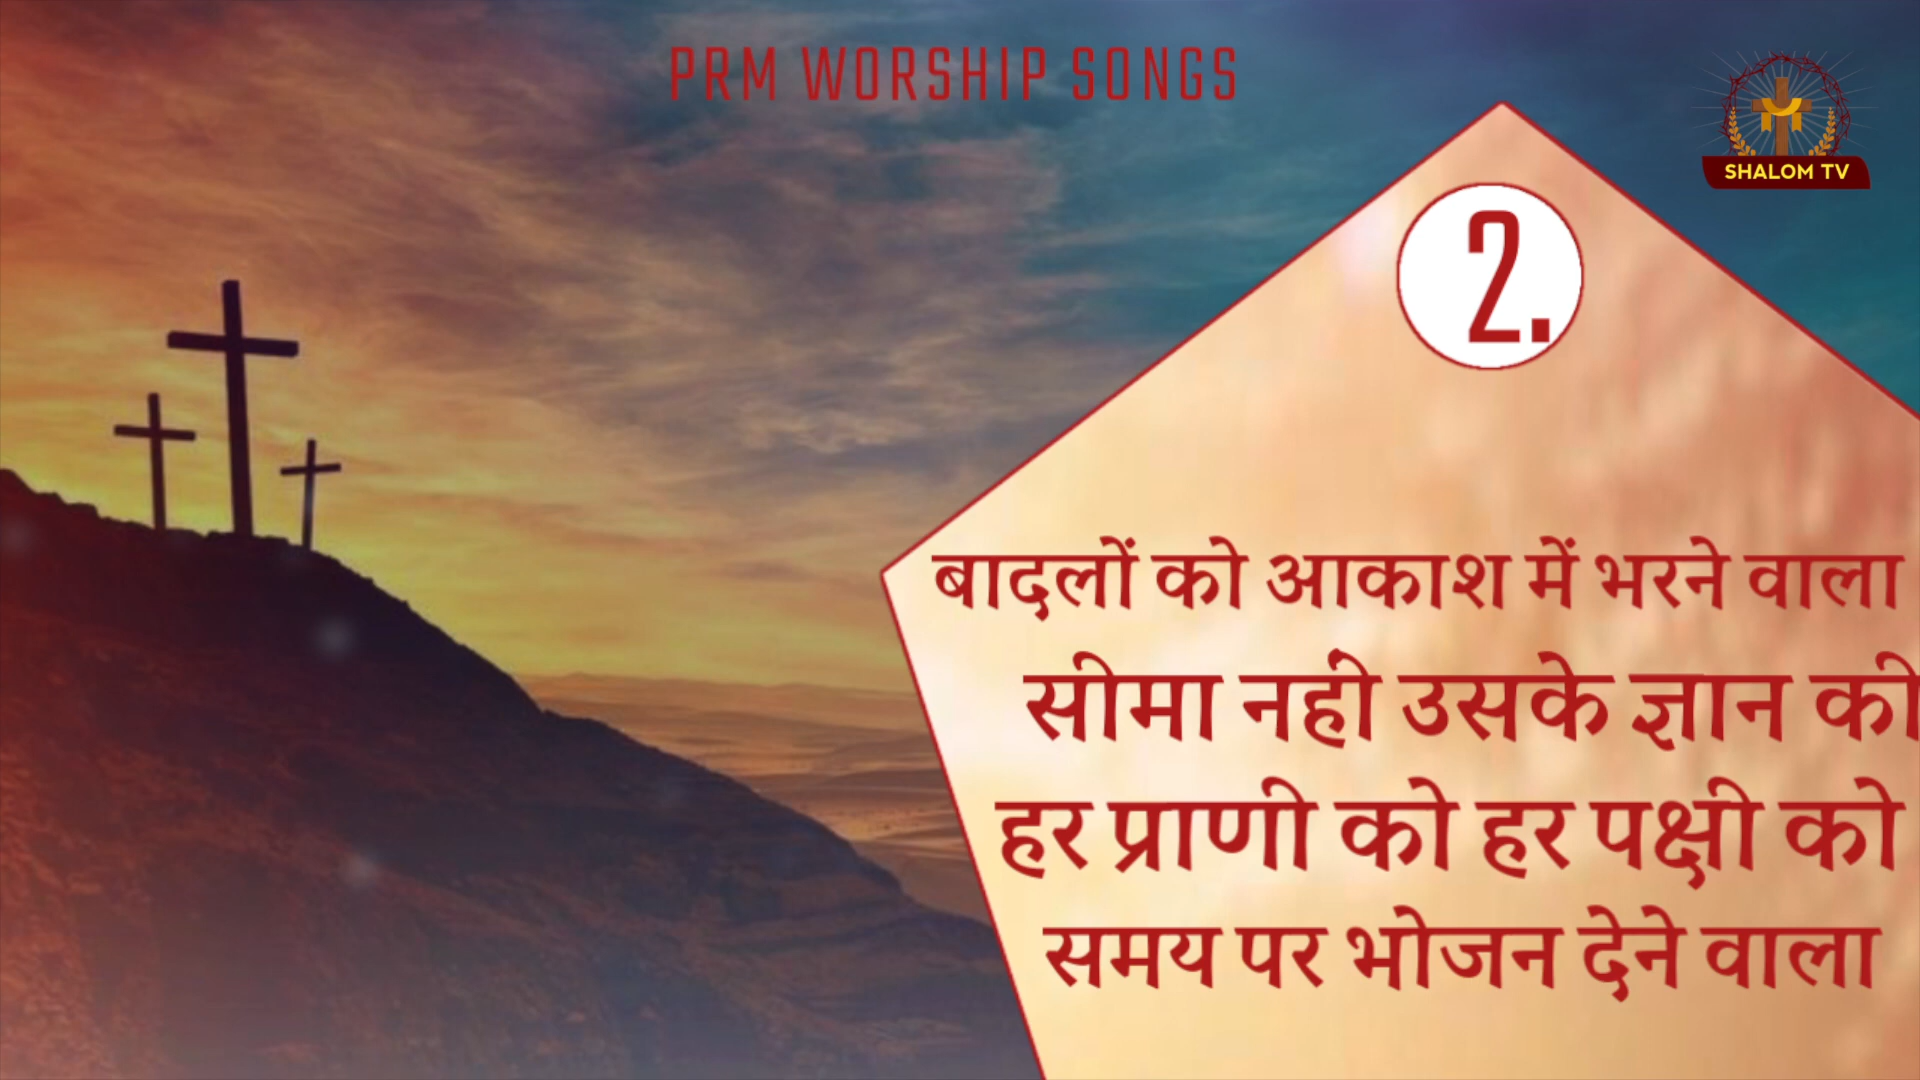 PRM WORSHIP SONGS
SHALOM TV
2.
बादलों को आकाश में भरने वाला
सीमा नहीं उसके ज्ञान की
हर प्राणी को हर पक्षी को
समय पर भोजन देने वाला